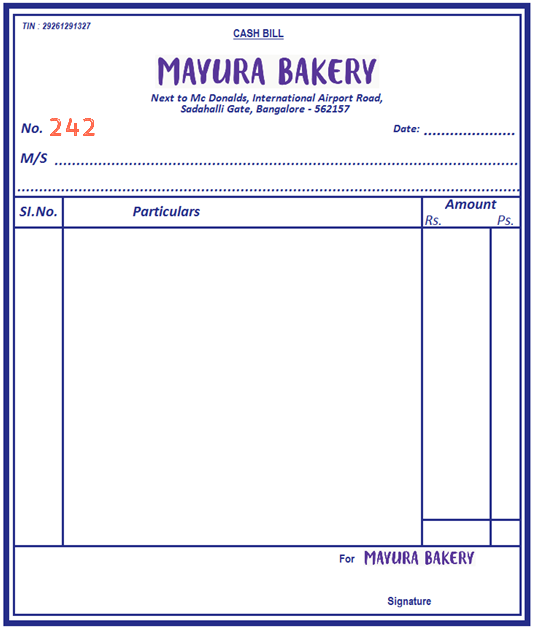 TIN : 29261291327
CASH BILL
MAYURA BAKERY
Next to Mc Donalds, International Airport Road,
Sadahalli Gate, Bangalore - 562157
No. 242 Date: ........................
M/S ........................................................................................................
................................................................................................................
SI.No. Particulars Amount
Rs. Ps.
For MAYURA BAKERY
Signature